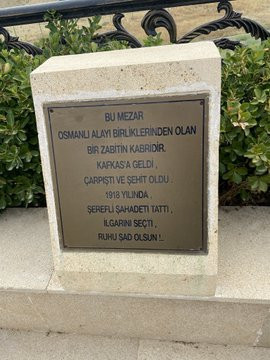 BU MEZAR
OSMANLI ALAYI BİRLİKLERİNDEN OLAN
BİR ZABİTİN KABRİDİR.
KAFKAS'A GELDİ ,
ÇARPIŞTI VE ŞEHİT OLDU .
1918 YILINDA ,
ŞEREFLİ ŞAHADETİ TATTI ,
İLGARINI SEÇTI ,
RUHU ŞAD OLSUN !..